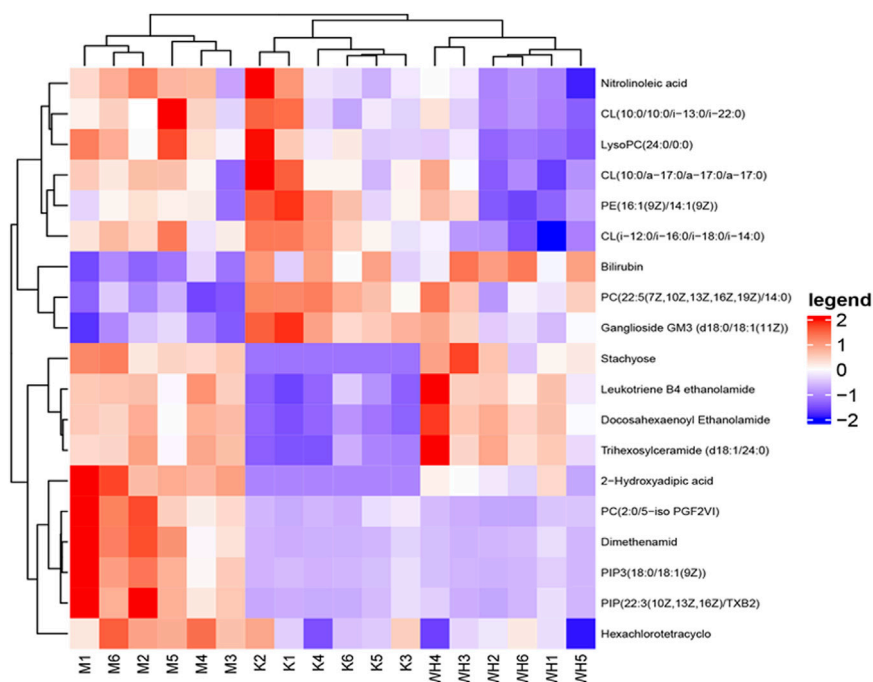 Nitrolinoleic acid
CL(10:0/10:0/i−13:0/i−22:0)
LysoPC(24:0/0:0)
CL(10:0/a−17:0/a−17:0/a−17:0)
PE(16:1(9Z)/14:1(9Z))
CL(i−12:0/i−16:0/i−18:0/i−14:0)
Bilirubin
PC(22:5(7Z,10Z,13Z,16Z,19Z)/14:0)
Ganglioside GM3 (d18:0/18:1(11Z))
Stachyose
Leukotriene B4 ethanolamide
Docosahexaenoyl Ethanolamide
Trihexosylceramide (d18:1/24:0)
2−Hydroxyadipic acid
PC(2:0/5−iso PGF2VI)
Dimethenamid
PIP3(18:0/18:1(9Z))
PIP(22:3(10Z,13Z,16Z)/TXB2)
Hexachlorotetracyclo
legend
2
1
0
−1
−2
M1
M6
M2
M5
M4
M3
K2
K1
K4
K6
K5
K3
WH4
WH3
WH2
WH6
WH1
WH5